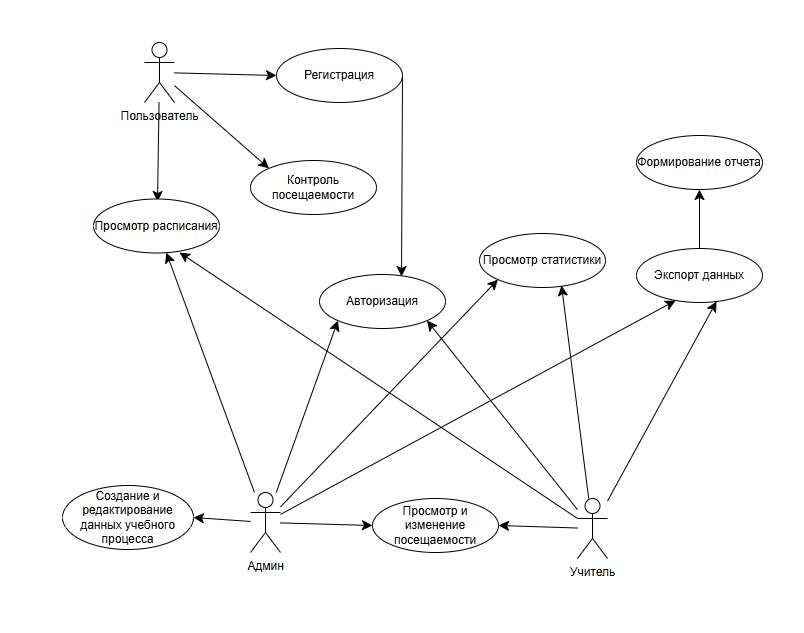 Регистрация
Пользователь
Контроль
посещаемости
Формирование отчета
Просмотр расписания
Просмотр статистики
Экспорт данных
Авторизация
Создание и
редактирование
данных учебного
процесса
Просмотр и
изменение
посещаемости
Админ
Учитель